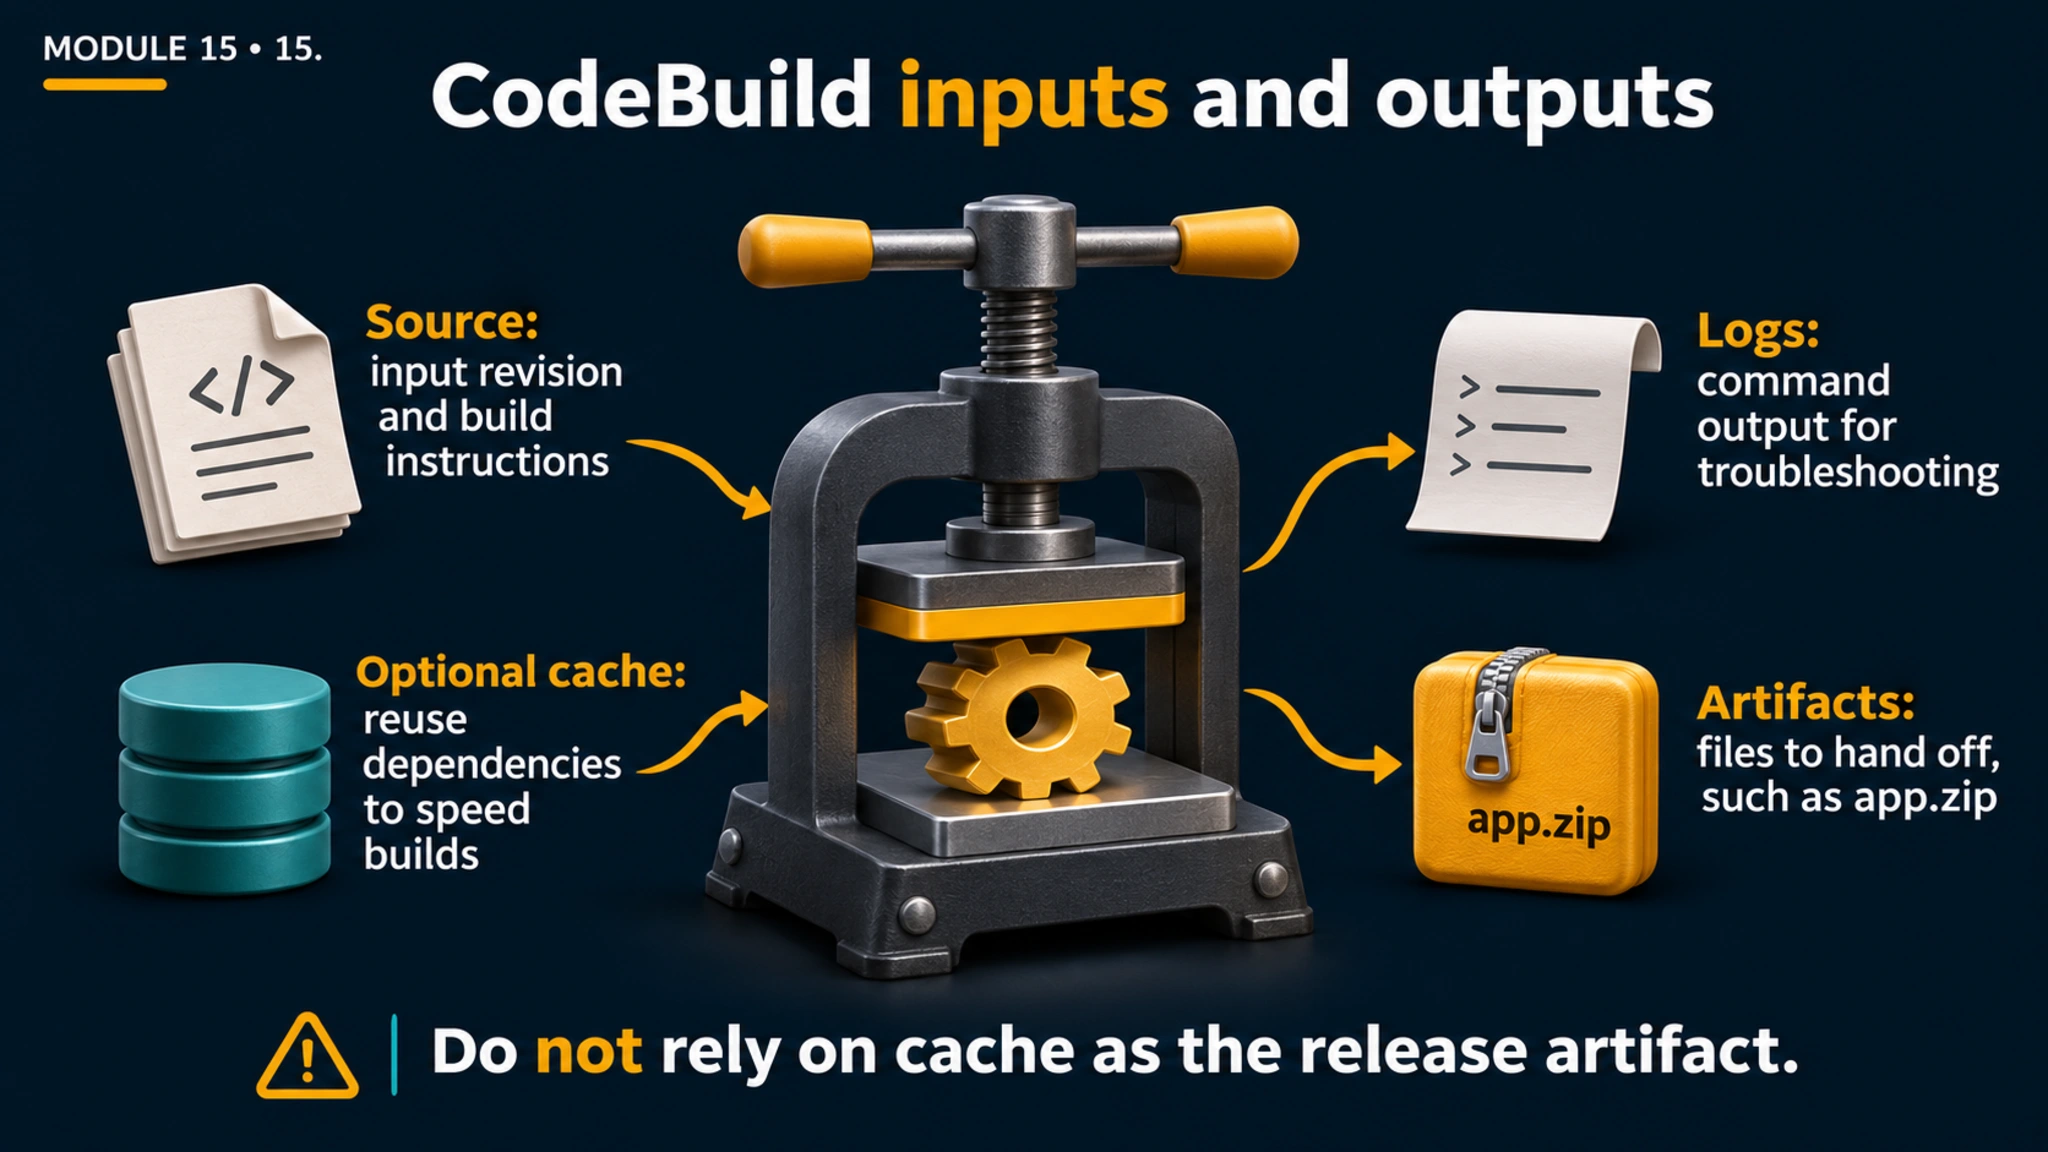 MODULE 15 • 15.
CodeBuild inputs and outputs
Source:
input revision
and build
instructions
Optional cache:
reuse
dependencies
to speed
builds
Logs:
command
output for
troubleshooting
Artifacts:
files to hand off,
such as app.zip
app.zip
Do not rely on cache as the release artifact.